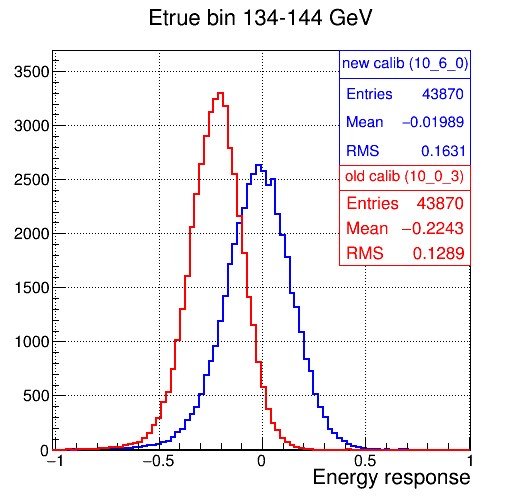 Etrue bin 134-144 GeV
new calib (10_6_0)
Entries 43870
Mean −0.01989
RMS 0.1631
old calib (10_0_3)
Entries 43870
Mean −0.2243
RMS 0.1289
3500
3000
2500
2000
1500
1000
500
0
−1 −0.5 0 0.5 1
Energy response